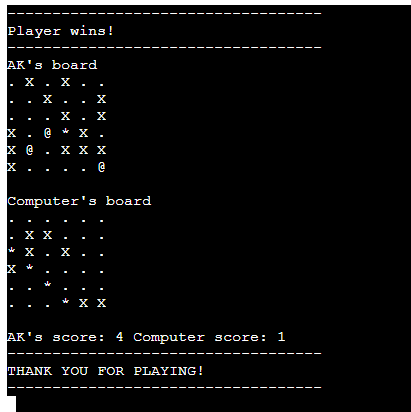 -----------------------------------
Player wins!
-----------------------------------
AK's board
. X . X . .
. . X . . X
. . . X . X
X . @ * X .
X @ . X X X
X . . . . @

Computer's board
. . . . . .
. X X . . .
* X . X . .
X * . . . .
. . * . . .
. . . * X X

AK's score: 4 Computer score: 1
-----------------------------------
THANK YOU FOR PLAYING!
-----------------------------------